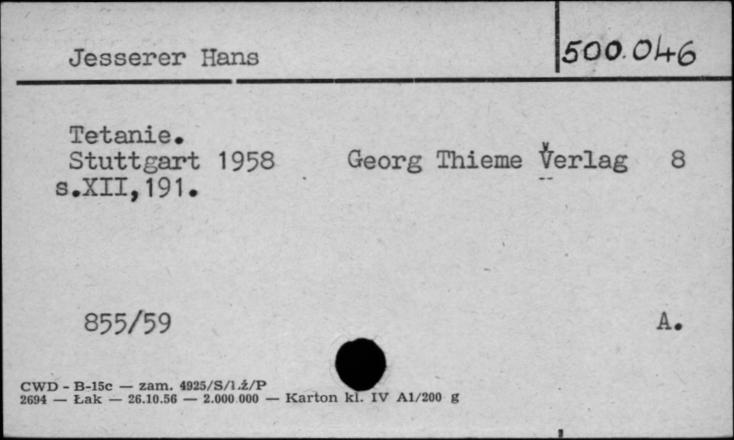 Jesserer Hans
500.046
Tetanie.
Stuttgart 1958 Georg Thieme Verlag 8
s.XII,191.
855/59 A.
CWD - B-15c — zam. 4925/S/1.ż/P
2694 — Łak — 26.10.56 — 2.000 000 — Karton kl. IV A1/200 g